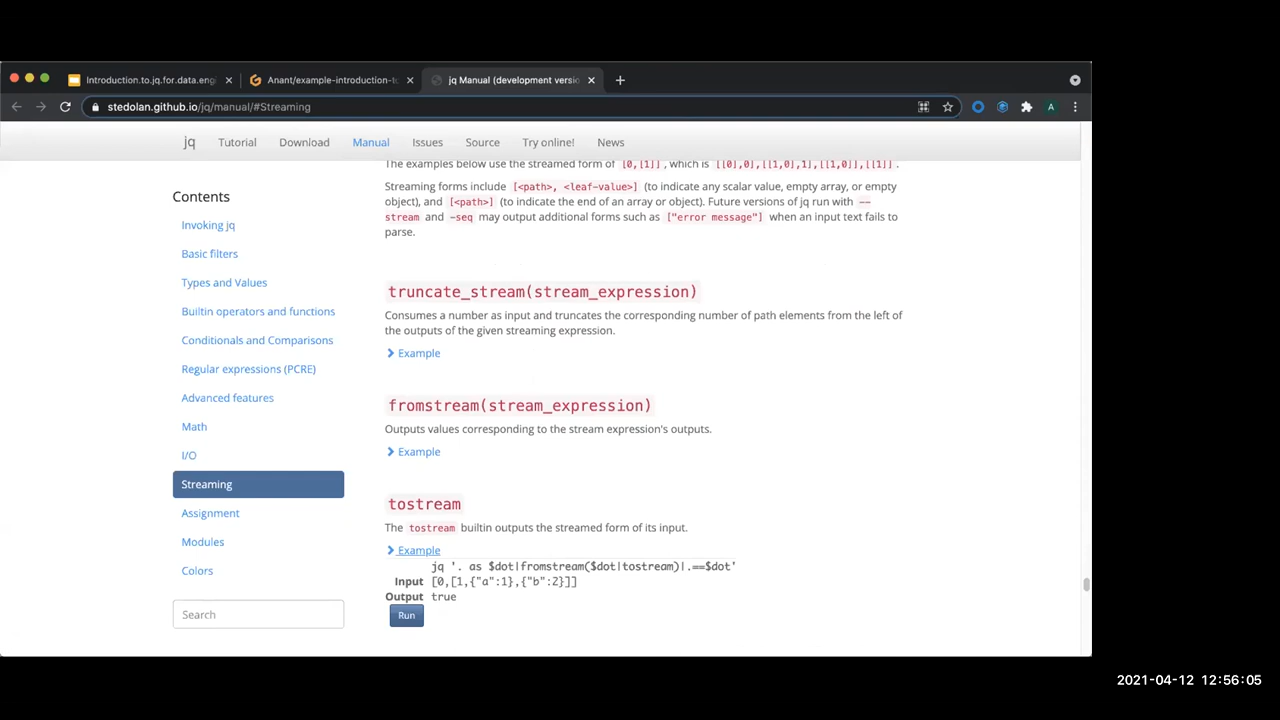 Introduction.to.jq.for.data.eng
Anant/example-introduction-to
jq Manual (development versio
stedolan.github.io/jq/manual/#Streaming
A
jq Tutorial Download Manual Issues Source Try online! News
The examples below use the streamed form of [0,[1]], which is [[0],0],[[1,0],1],[[1,0]],[[1]].
Streaming forms include [<path>, <leaf-value>] (to indicate any scalar value, empty array, or empty
object), and [<path>] (to indicate the end of an array or object). Future versions of jq run with --
stream and -seq may output additional forms such as ["error message"] when an input text fails to
parse.
Contents
Invoking jq
Basic filters
Types and Values
Builtin operators and functions
Conditionals and Comparisons
Regular expressions (PCRE)
Advanced features
Math
I/O
Streaming
Assignment
Modules
Colors
Search
truncate_stream(stream_expression)
Consumes a number as input and truncates the corresponding number of path elements from the left of
the outputs of the given streaming expression.
Example
fromstream(stream_expression)
Outputs values corresponding to the stream expression's outputs.
Example
tostream
The tostream builtin outputs the streamed form of its input.
Example
jq '. as $dot|fromstream($dot|tostream)|.==$dot'
Input [0,[1,{"a":1},{"b":2}]]
Output true
Run
2021-04-12 12:56:05